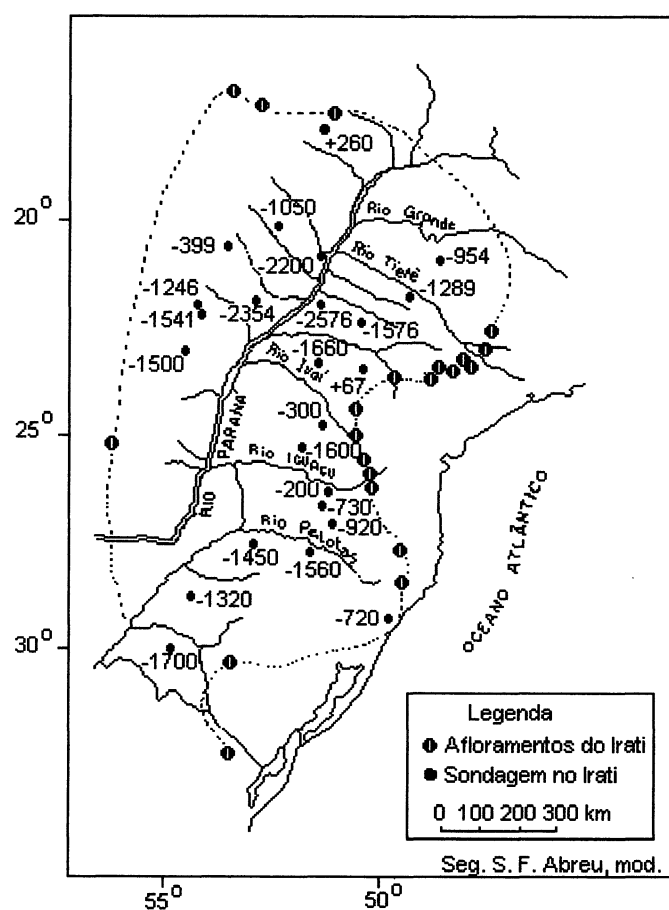 +260
20°
-1050
Rio Grande
-399
-954
Rio Tietê
-2200
-1289
-1246
-1541
-2354
-2576
-1576
-1500
-1660
Rio Ivaí
+67
-300
25°
RIO PARANÁ
-1600
Rio IGUAÇU
-200
-730
-920
Rio Pelotas
-1450
-1560
-1320
-720
OCEANO ATLÂNTICO
30°
-1700
Legenda
Afloramentos do Irati
Sondagem no Irati
0 100 200 300 km
Seg. S. F. Abreu, mod.
55° 50°